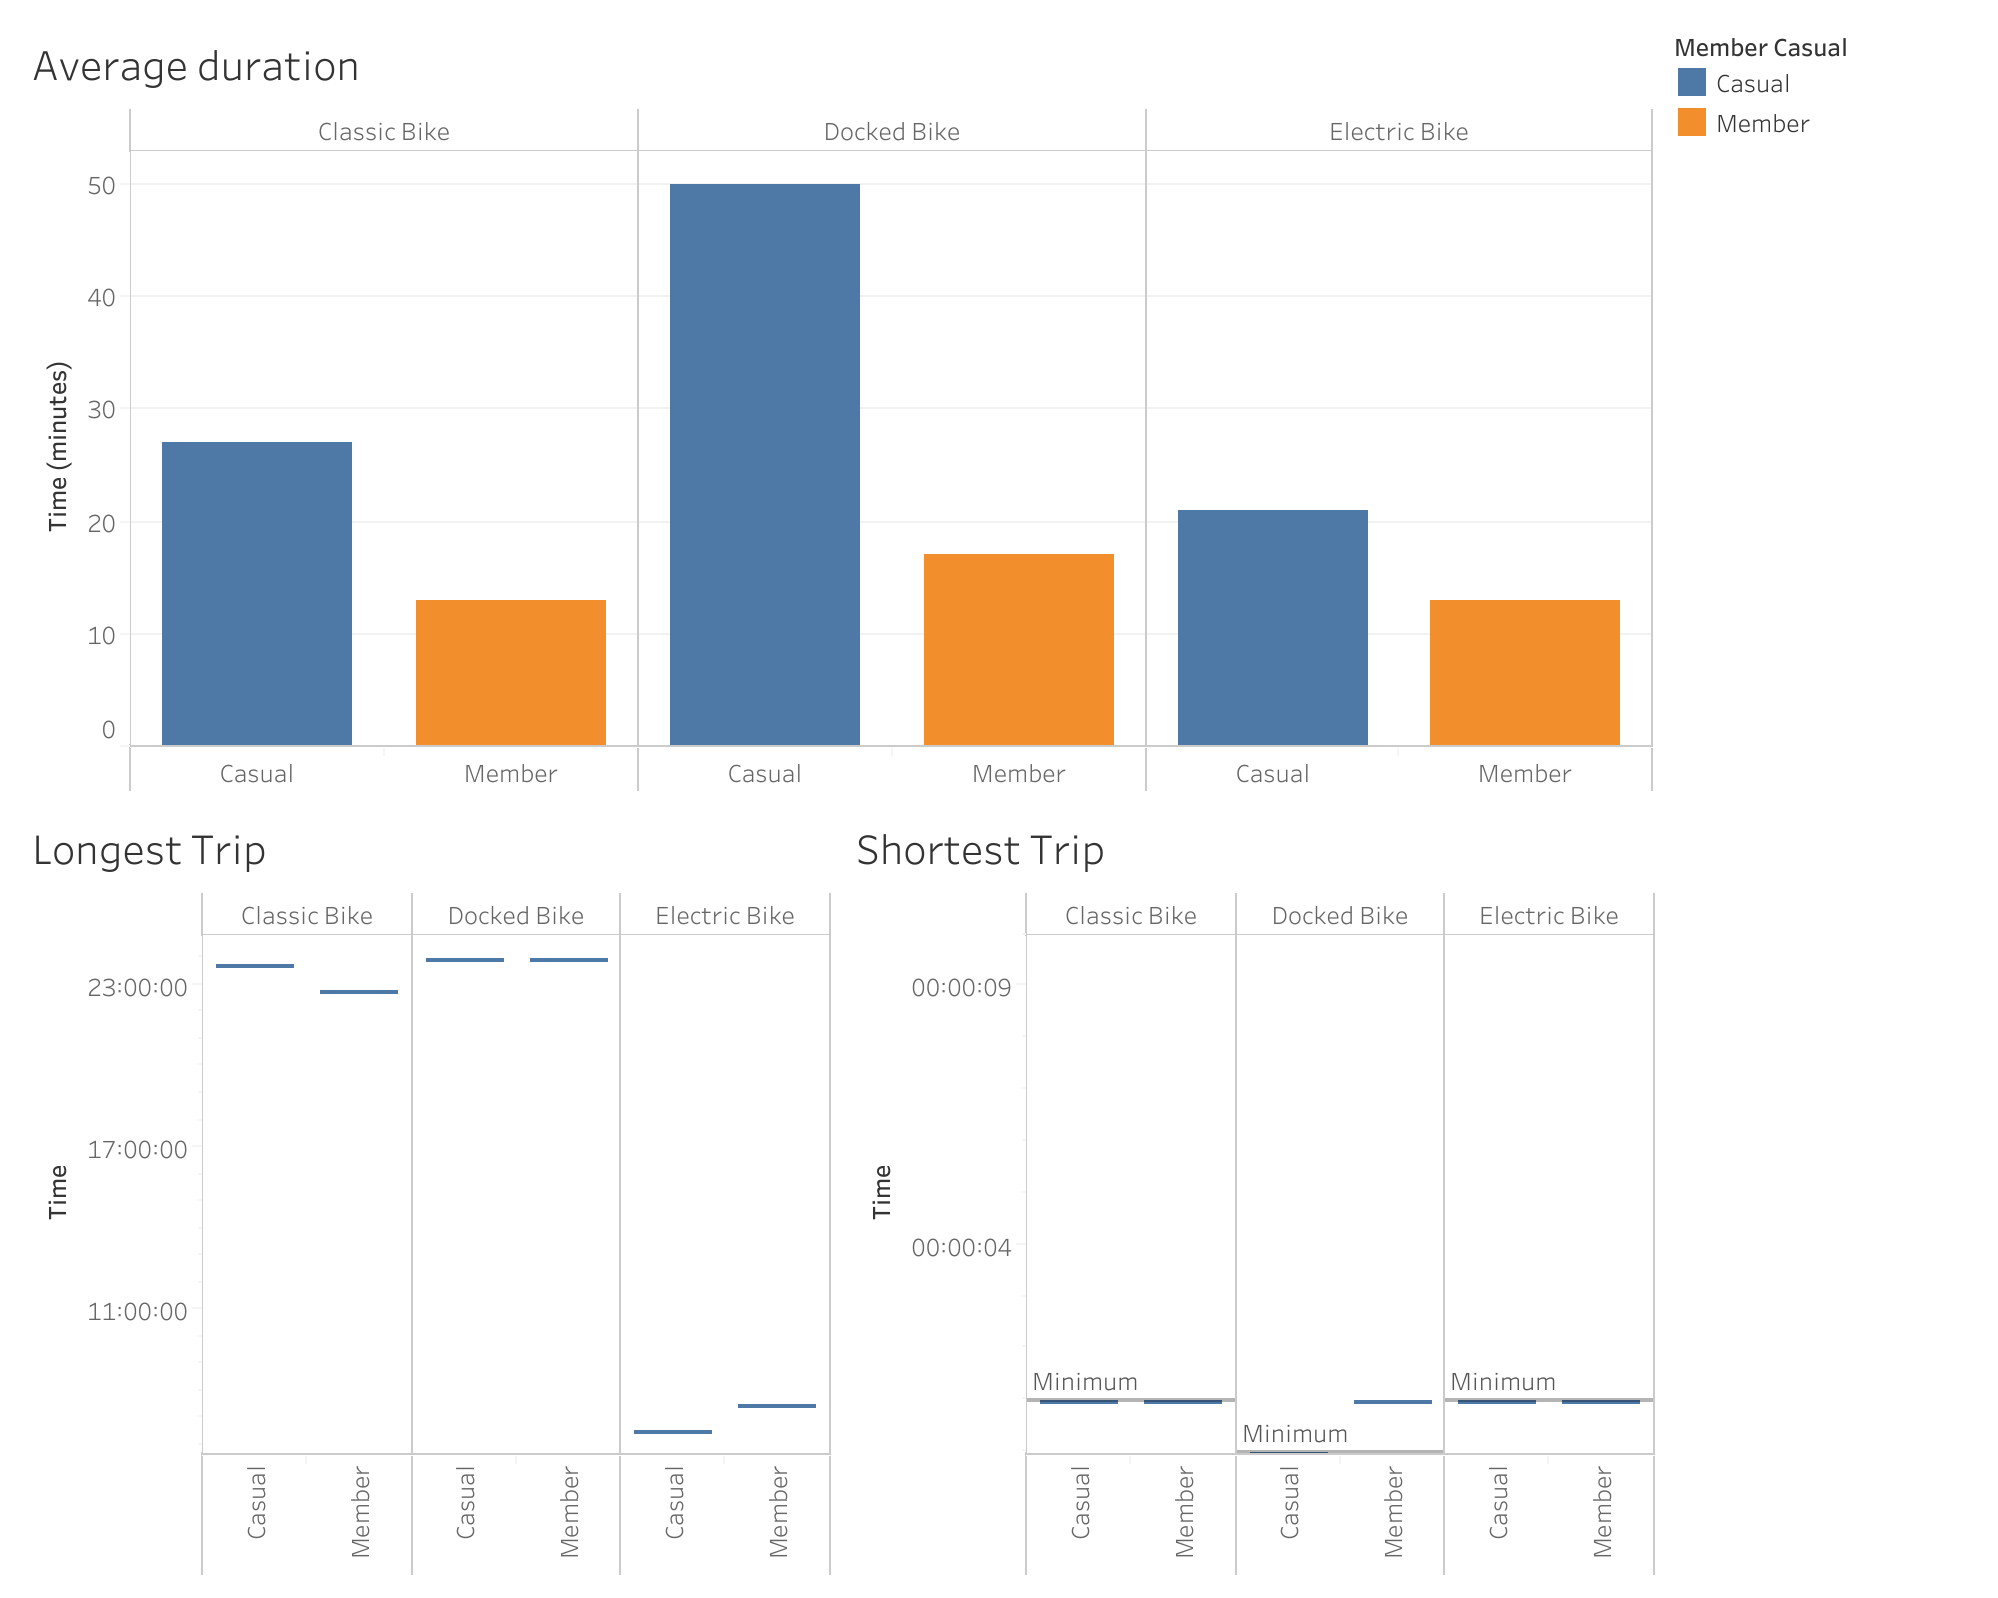 Average duration
Member Casual
Casual
Member
Classic Bike
Docked Bike
Electric Bike
50
40
30
20
10
0
Time (minutes)
Casual
Member
Casual
Member
Casual
Member
Longest Trip
Classic Bike
Docked Bike
Electric Bike
23:00:00
17:00:00
11:00:00
Time
Casual
Member
Casual
Member
Casual
Member
Shortest Trip
Classic Bike
Docked Bike
Electric Bike
00:00:09
00:00:04
Time
Minimum
Minimum
Minimum
Casual
Member
Casual
Member
Casual
Member